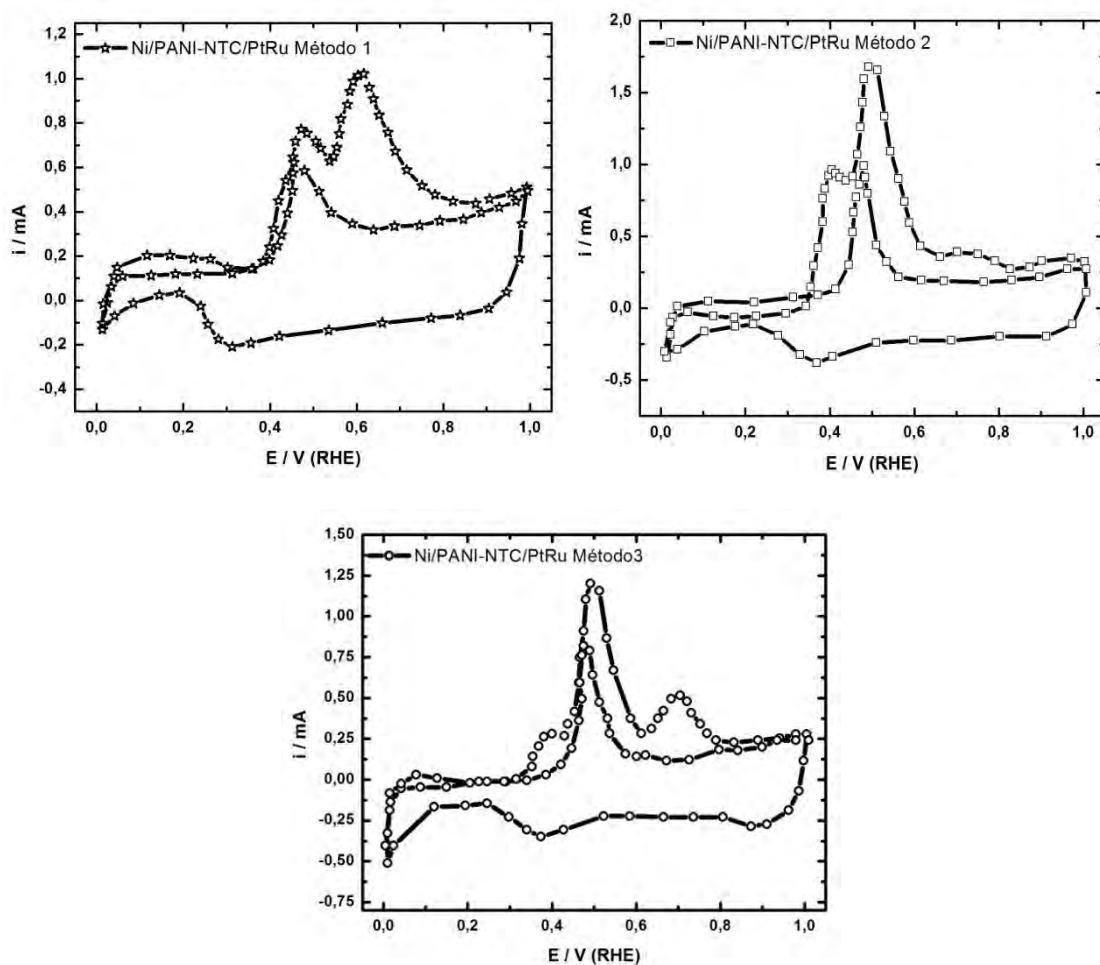 Ni/PANI-NTC/PtRu Método 1
1,2
1,0
0,8
0,6
0,4
0,2
0,0
-0,2
-0,4
i / mA
0,0 0,2 0,4 0,6 0,8 1,0
E / V (RHE)
Ni/PANI-NTC/PtRu Método 2
2,0
1,5
1,0
0,5
0,0
-0,5
i / mA
0,0 0,2 0,4 0,6 0,8 1,0
E / V (RHE)
Ni/PANI-NTC/PtRu Método3
1,50
1,25
1,00
0,75
0,50
0,25
0,00
-0,25
-0,50
-0,75
i / mA
0,0 0,2 0,4 0,6 0,8 1,0
E / V (RHE)